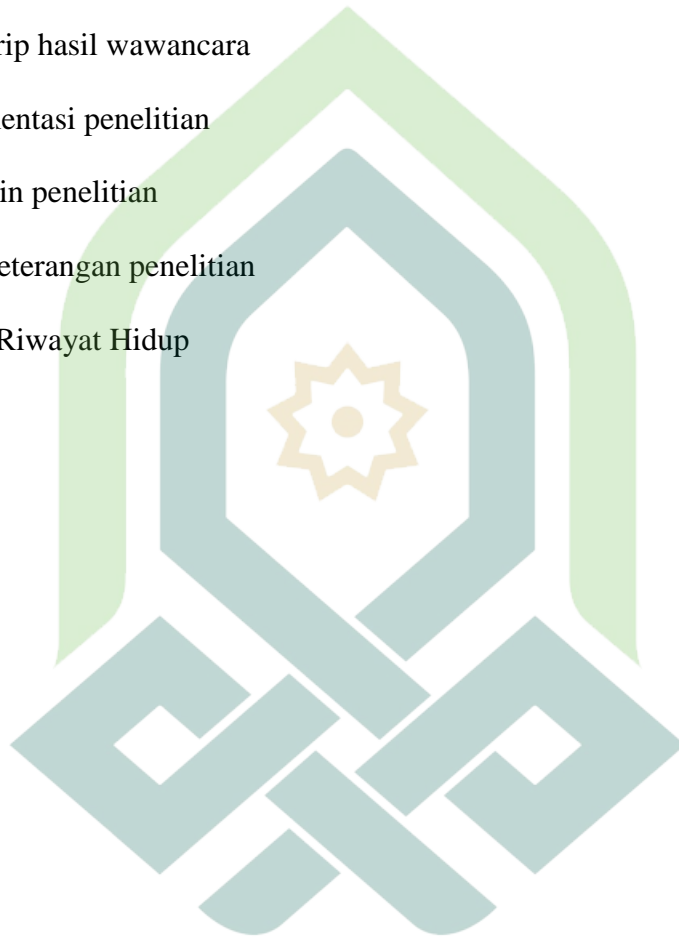 rip hasil wawancara
entasi penelitian
in penelitian
eterangan penelitian
Riwayat Hidup